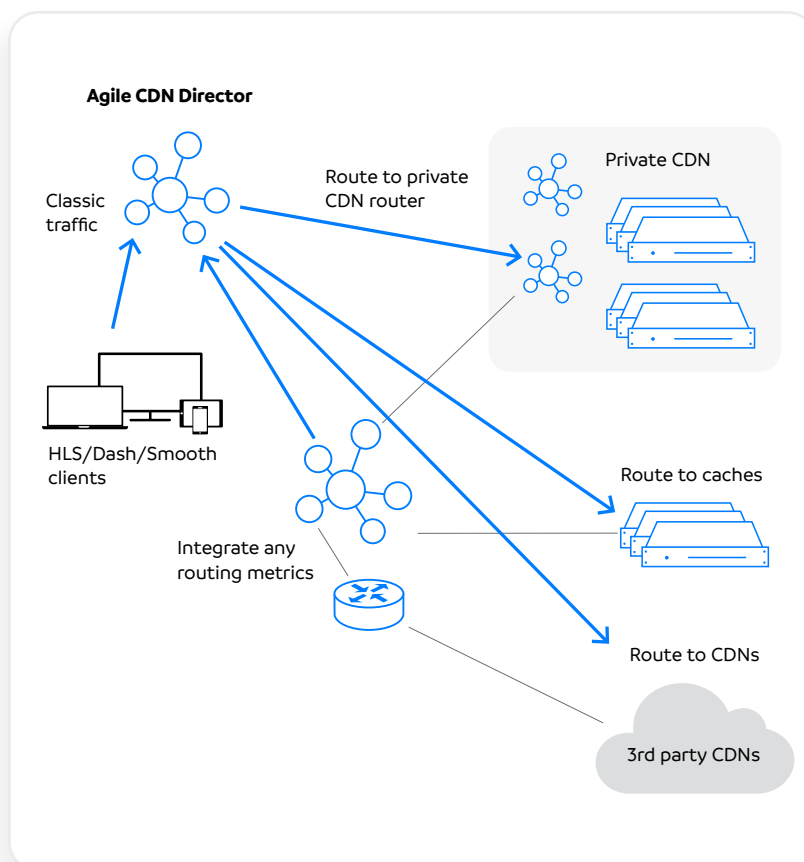 Agile CDN Director
Classic
traffic
Route to private
CDN router
Private CDN
HLS/Dash/Smooth
clients
Route to caches
Integrate any
routing metrics
Route to CDNs
3rd party CDNs